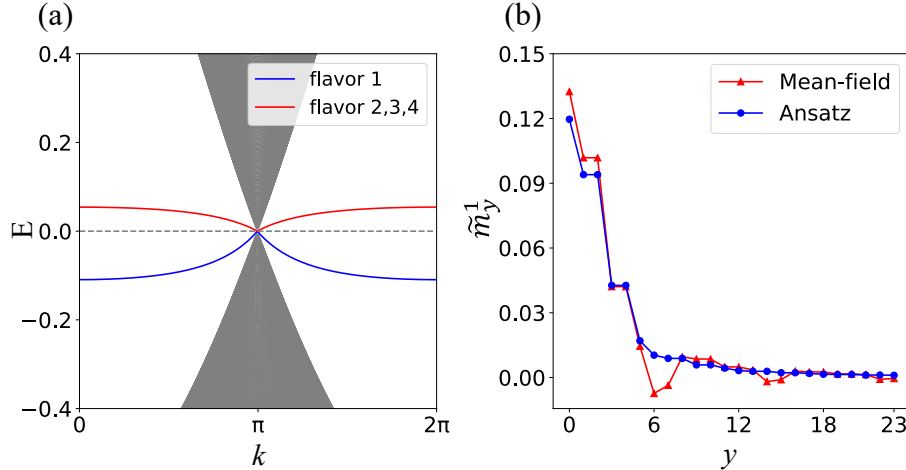 (a)
(b)
flavor 1
flavor 2,3,4
0.4
0.2
0.0
−0.2
−0.4
E
0
π
2π
k
Mean-field
Ansatz
0.15
0.12
0.09
0.06
0.03
0.00
m̃¹ᵧ
0
6
12
18
23
y